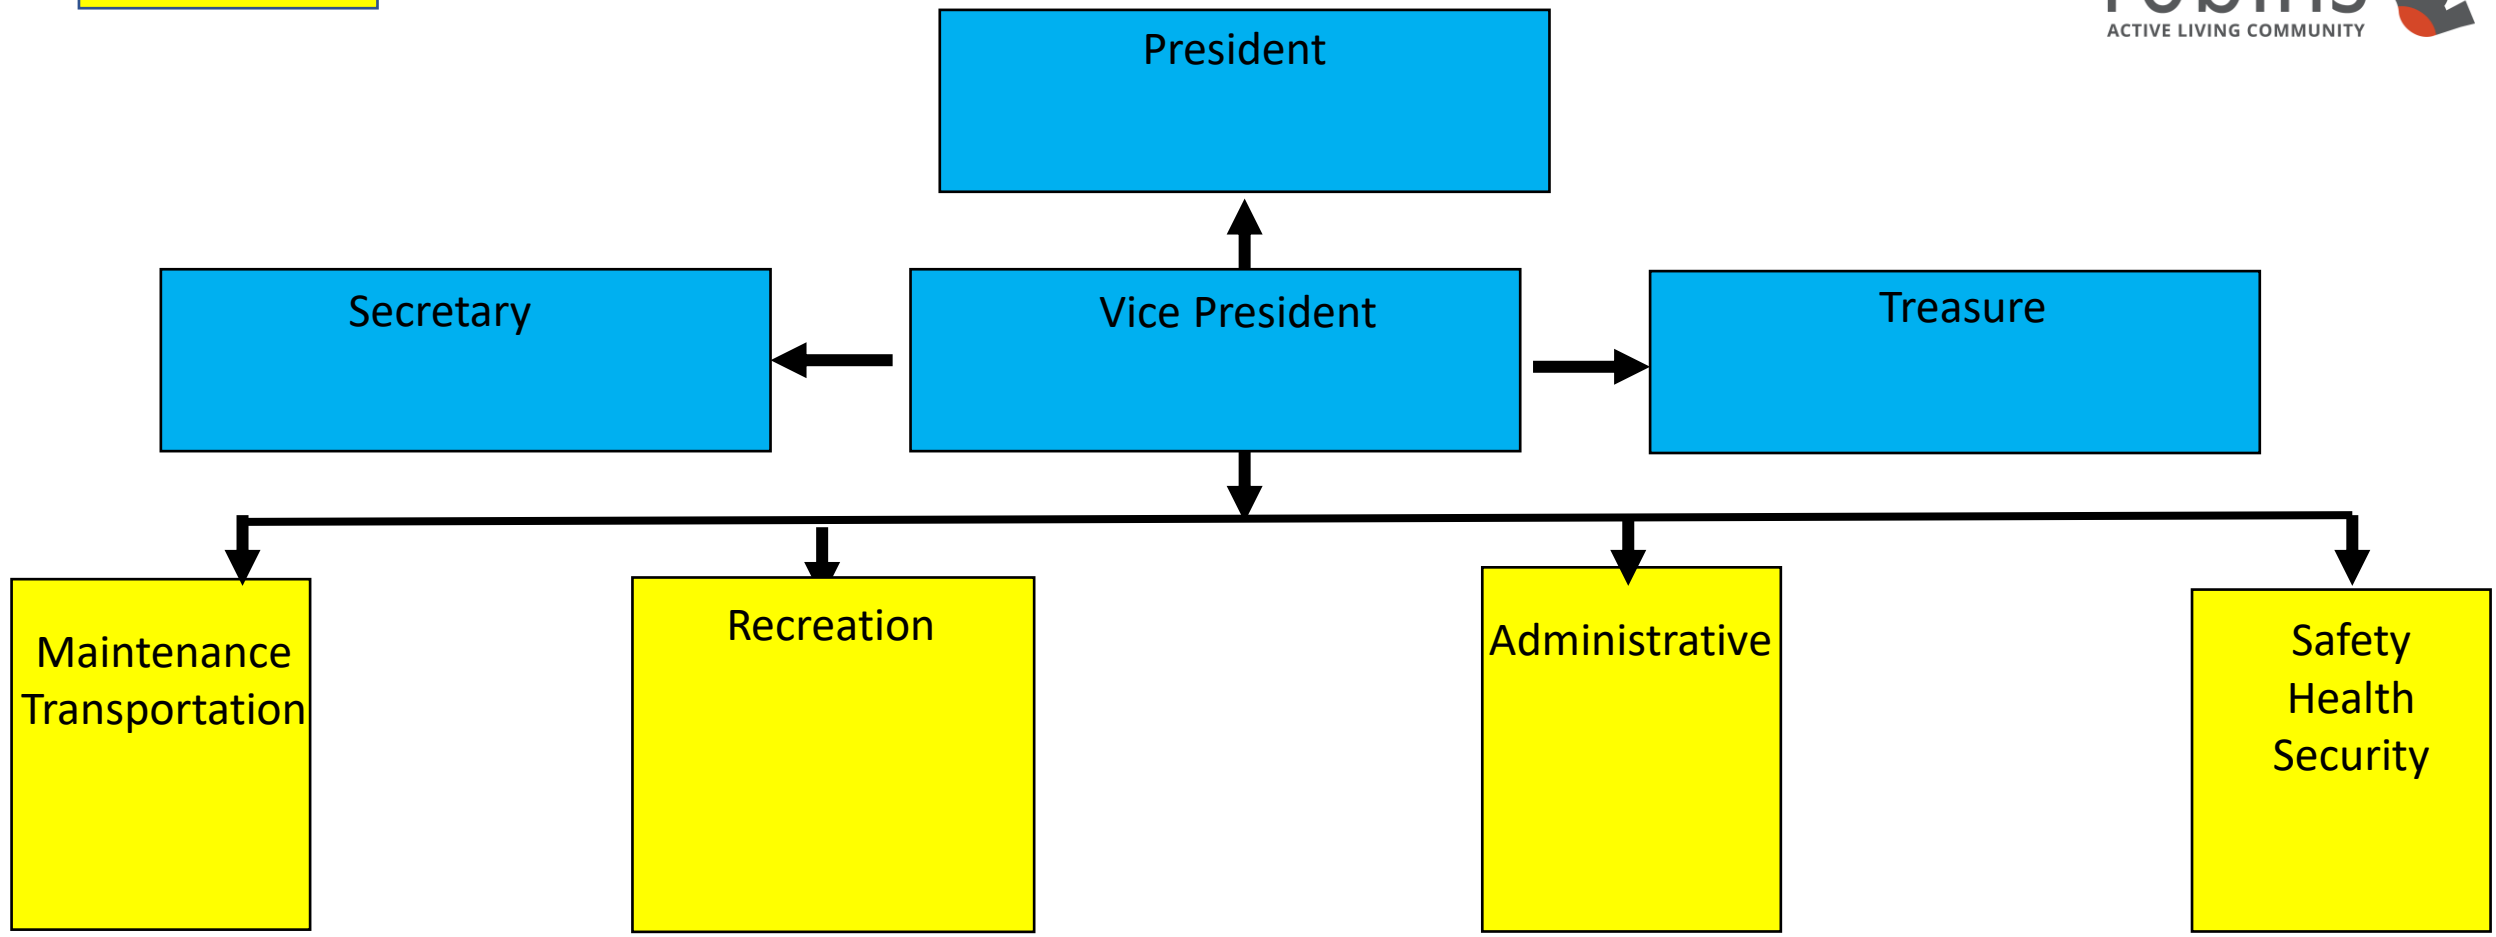 ACTIVE LIVING COMMUNITY
President
Secretary
Vice President
Treasure
Maintenance
Transportation
Recreation
Administrative
Safety
Health
Security